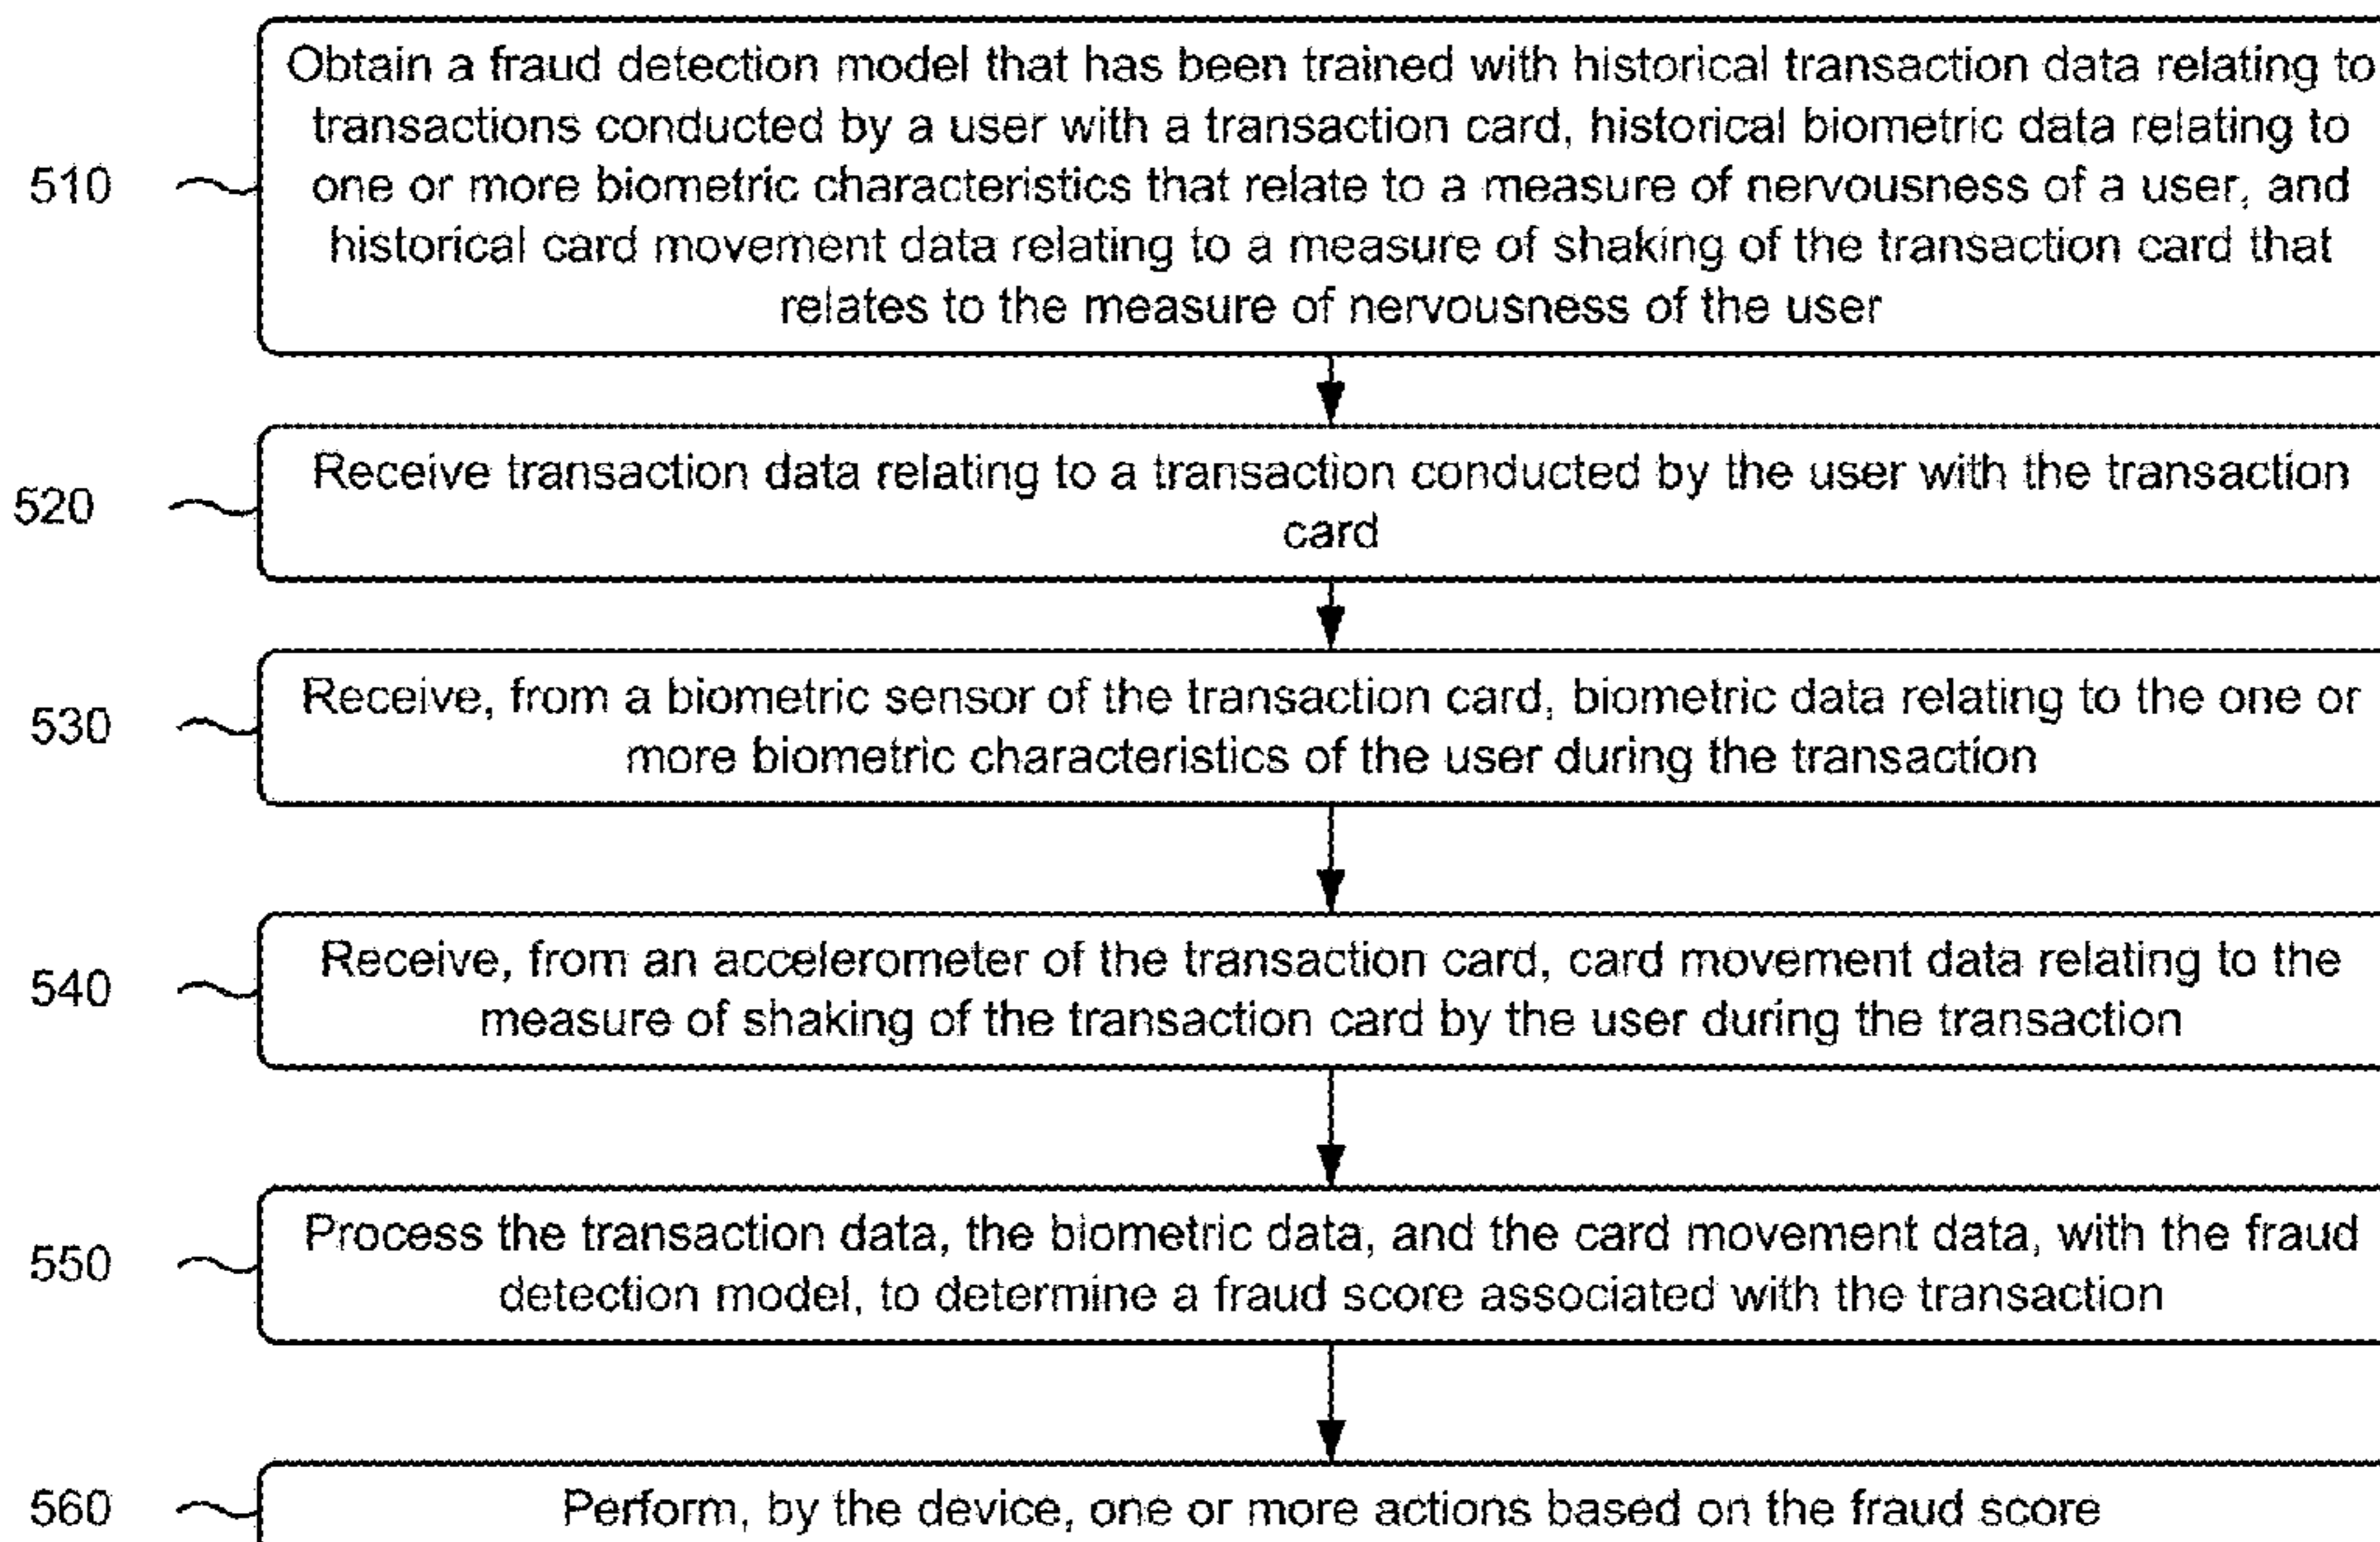 Obtain a fraud detection model that has been trained with historical transaction data relating to
transactions conducted by a user with a transaction card, historical biometric data relating to
510
one or more biometric characteristics that relate to a measure of nervousness of a user, and
historical card movement data relating to a measure of shaking of the transaction card that
relates to the measure of nervousness of the user
520
Receive transaction data relating to a transaction conducted by the user with the transaction
card
530
Receive, from a biometric sensor of the transaction card, biometric data relating to the one or
more biometric characteristics of the user during the transaction
540
Receive, from an accelerometer of the transaction card, card movement data relating to the
measure of shaking of the transaction card by the user during the transaction
550
Process the transaction data, the biometric data, and the card movement data, with the fraud
detection model, to determine a fraud score associated with the transaction
560
Perform, by the device, one or more actions based on the fraud score